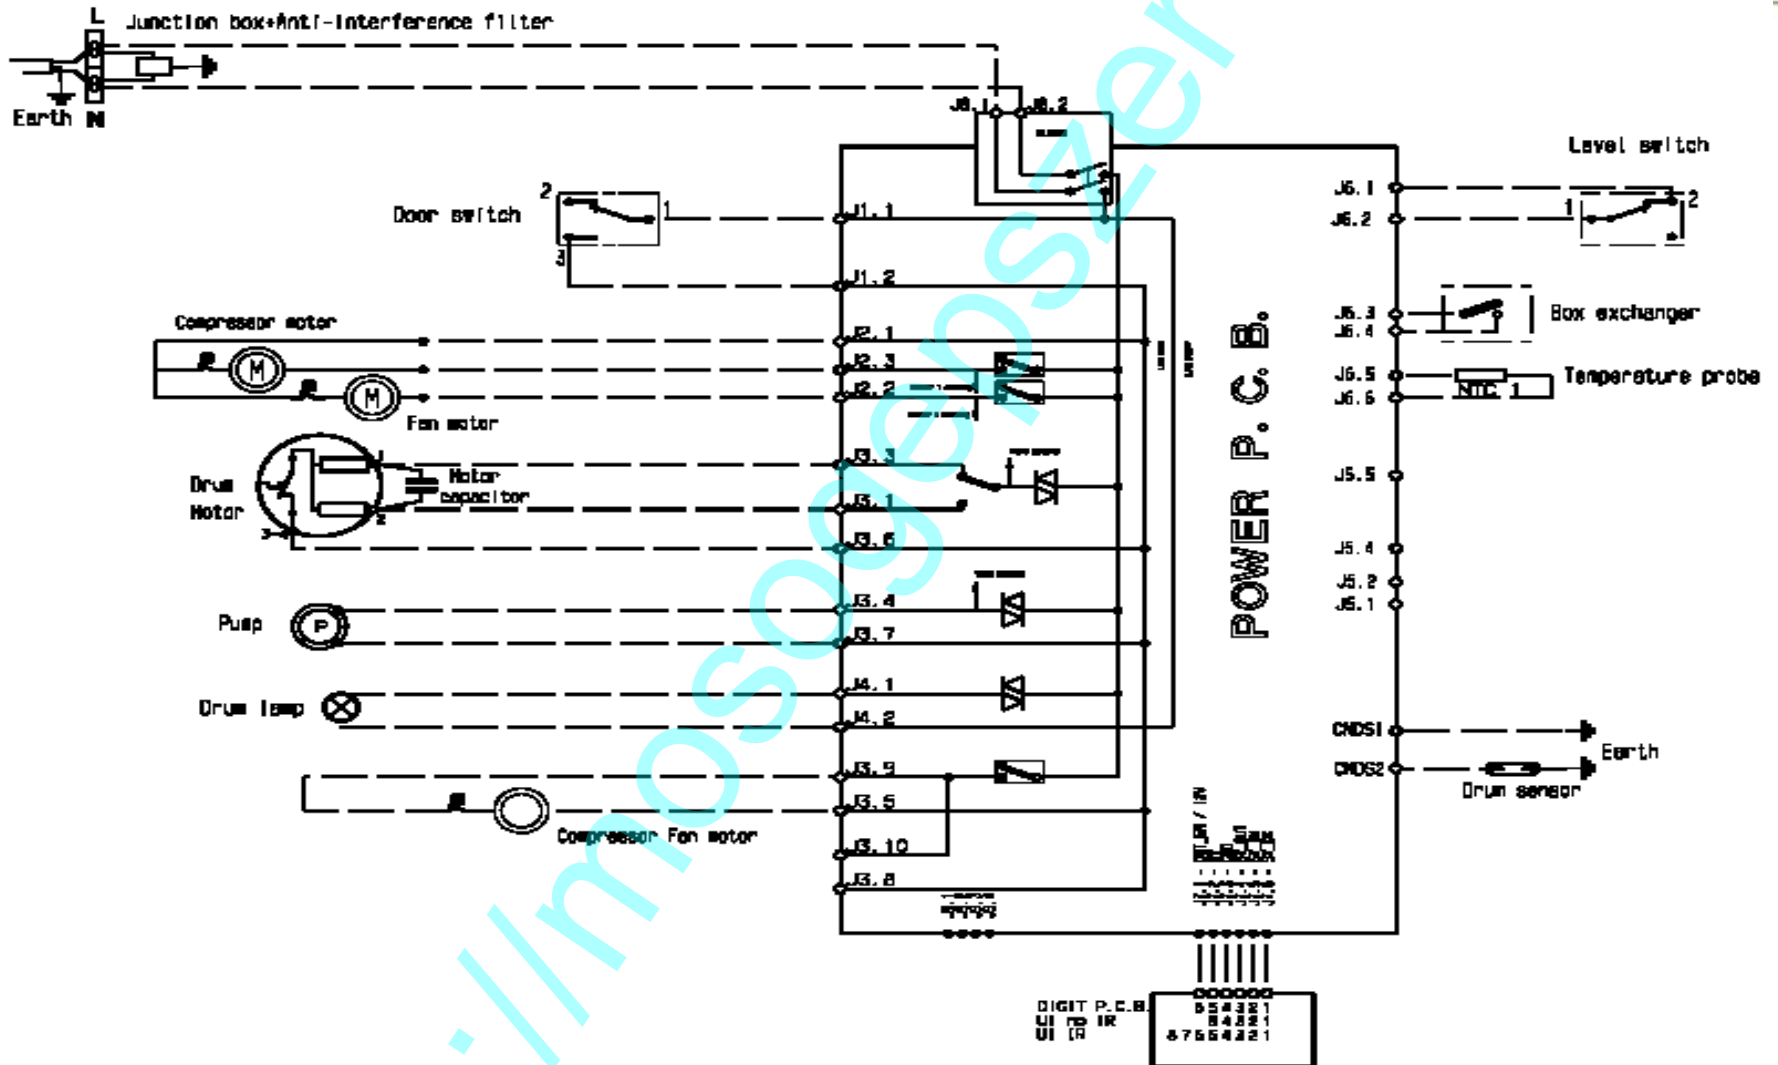 L Junction box+Anti-interference filter
Earth N
J8.1 J8.2
Level switch
Door switch
2
1
3
J1.1
J1.2
J6.1
J6.2
1
2
Compressor motor
M
M
Fan motor
J2.1
J2.3
J2.2
J6.3
J6.4
Box exchanger
J6.5
J6.6
NTC 1
Temperature probe
Drum
Motor
Motor
capacitor
2
3
J3.3
J3.1
J3.6
J5.5
J5.4
J5.2
J5.1
POWER P. C. B.
Pump
P
J3.4
J3.7
Drum lamp
J4.1
J4.2
CNDS1
CNDS2
Earth
Drum sensor
Compressor Fan motor
J3.9
J3.5
J3.10
J3.8
DIGIT P.C.B. 654321
UI no IR 54321
UI IR 87654321
://mosogepszer